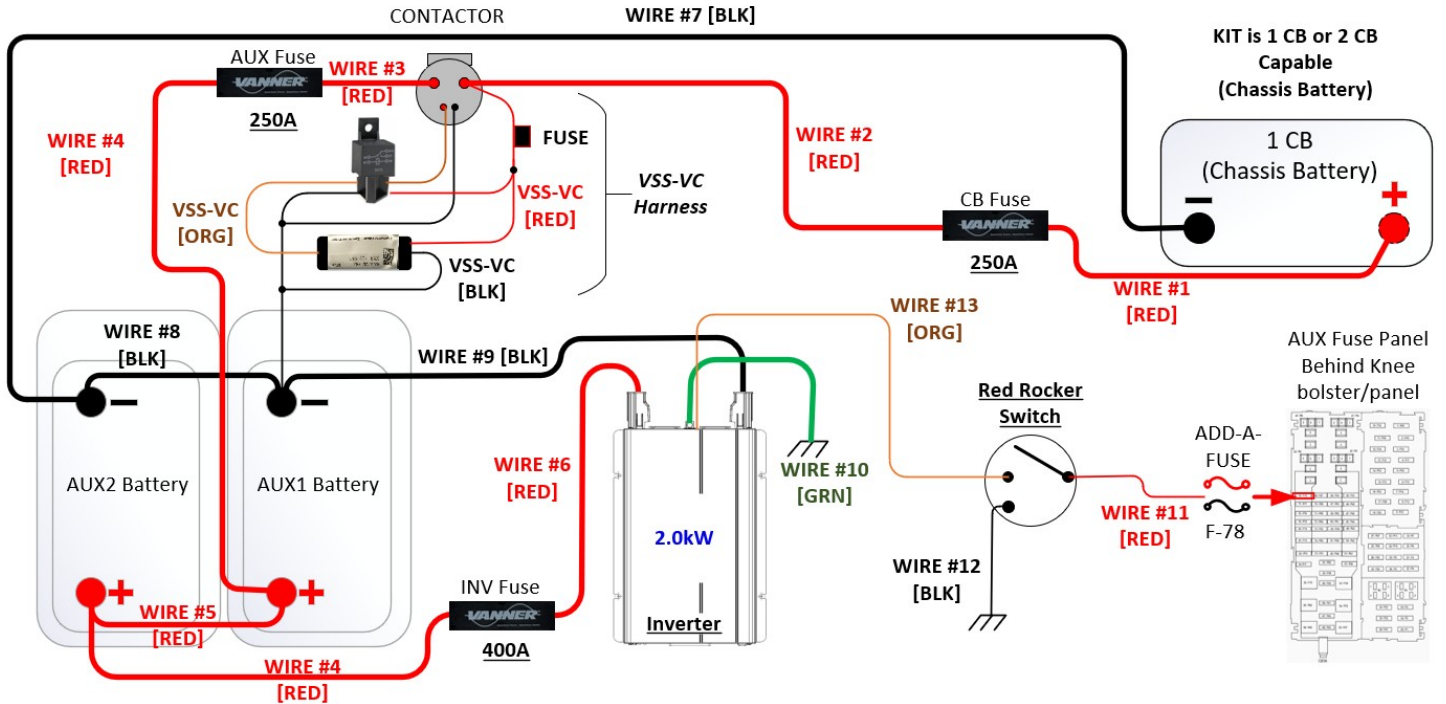 CONTACTOR
WIRE #7 [BLK]
KIT is 1 CB or 2 CB
Capable
(Chassis Battery)
AUX Fuse
VANNER
250A
WIRE #3
[RED]
WIRE #4
[RED]
FUSE
WIRE #2
[RED]
1 CB
(Chassis Battery)
VSS-VC
Harness
VSS-VC
[RED]
VSS-VC
[ORG]
VSS-VC
[BLK]
CB Fuse
VANNER
250A
WIRE #1
[RED]
WIRE #8
[BLK]
WIRE #9 [BLK]
WIRE #13
[ORG]
AUX Fuse Panel
Behind Knee
bolster/panel
Red Rocker
Switch
ADD-A-
FUSE
F-78
AUX2 Battery
AUX1 Battery
WIRE #6
[RED]
WIRE #10
[GRN]
WIRE #11
[RED]
2.0kW
WIRE #12
[BLK]
WIRE #5
[RED]
INV Fuse
VANNER
400A
Inverter
WIRE #4
[RED]